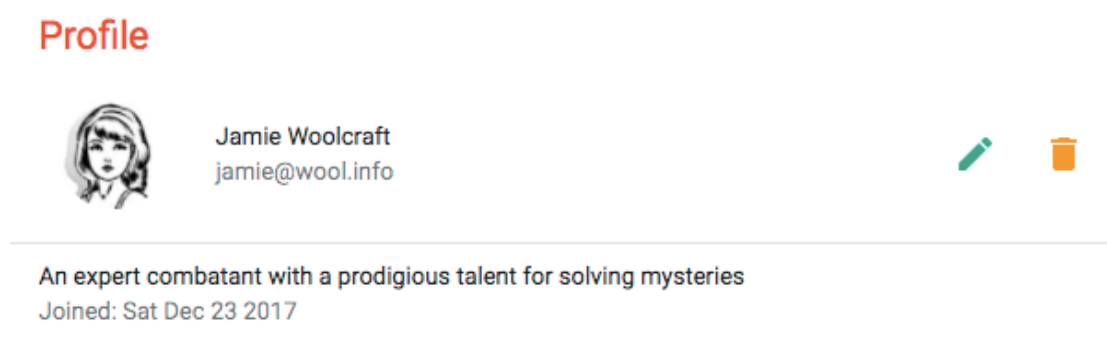 Profile
Jamie Woolcraft
jamie@wool.info
An expert combatant with a prodigious talent for solving mysteries
Joined: Sat Dec 23 2017